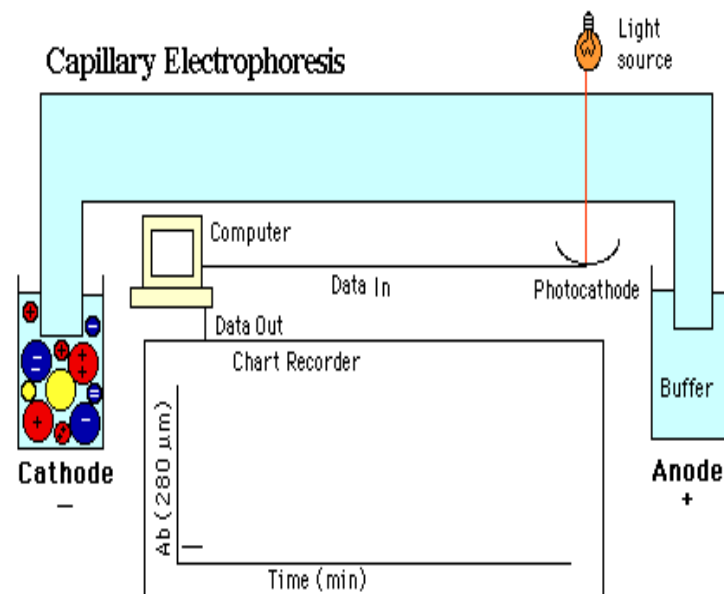 Capillary Electrophoresis
Light
source
Computer
Data In
Photocathode
Data Out
Chart Recorder
Buffer
Cathode
–
Anode
+
Ab (280 µm)
Time (min)